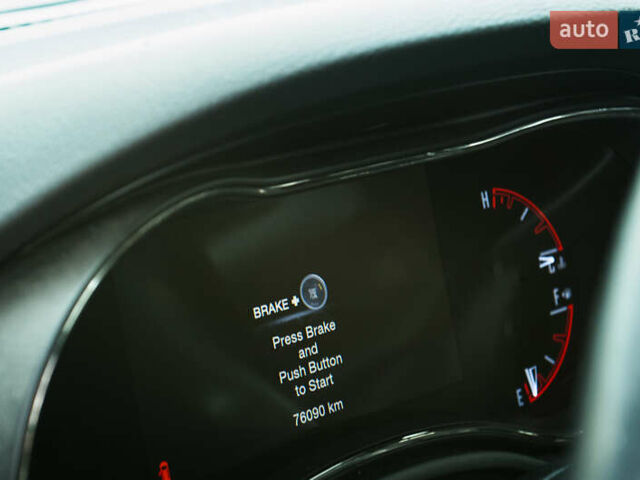 auto
H
C
BRAKE +
F
Press Brake
and
Push Button
to Start
E
76090 km